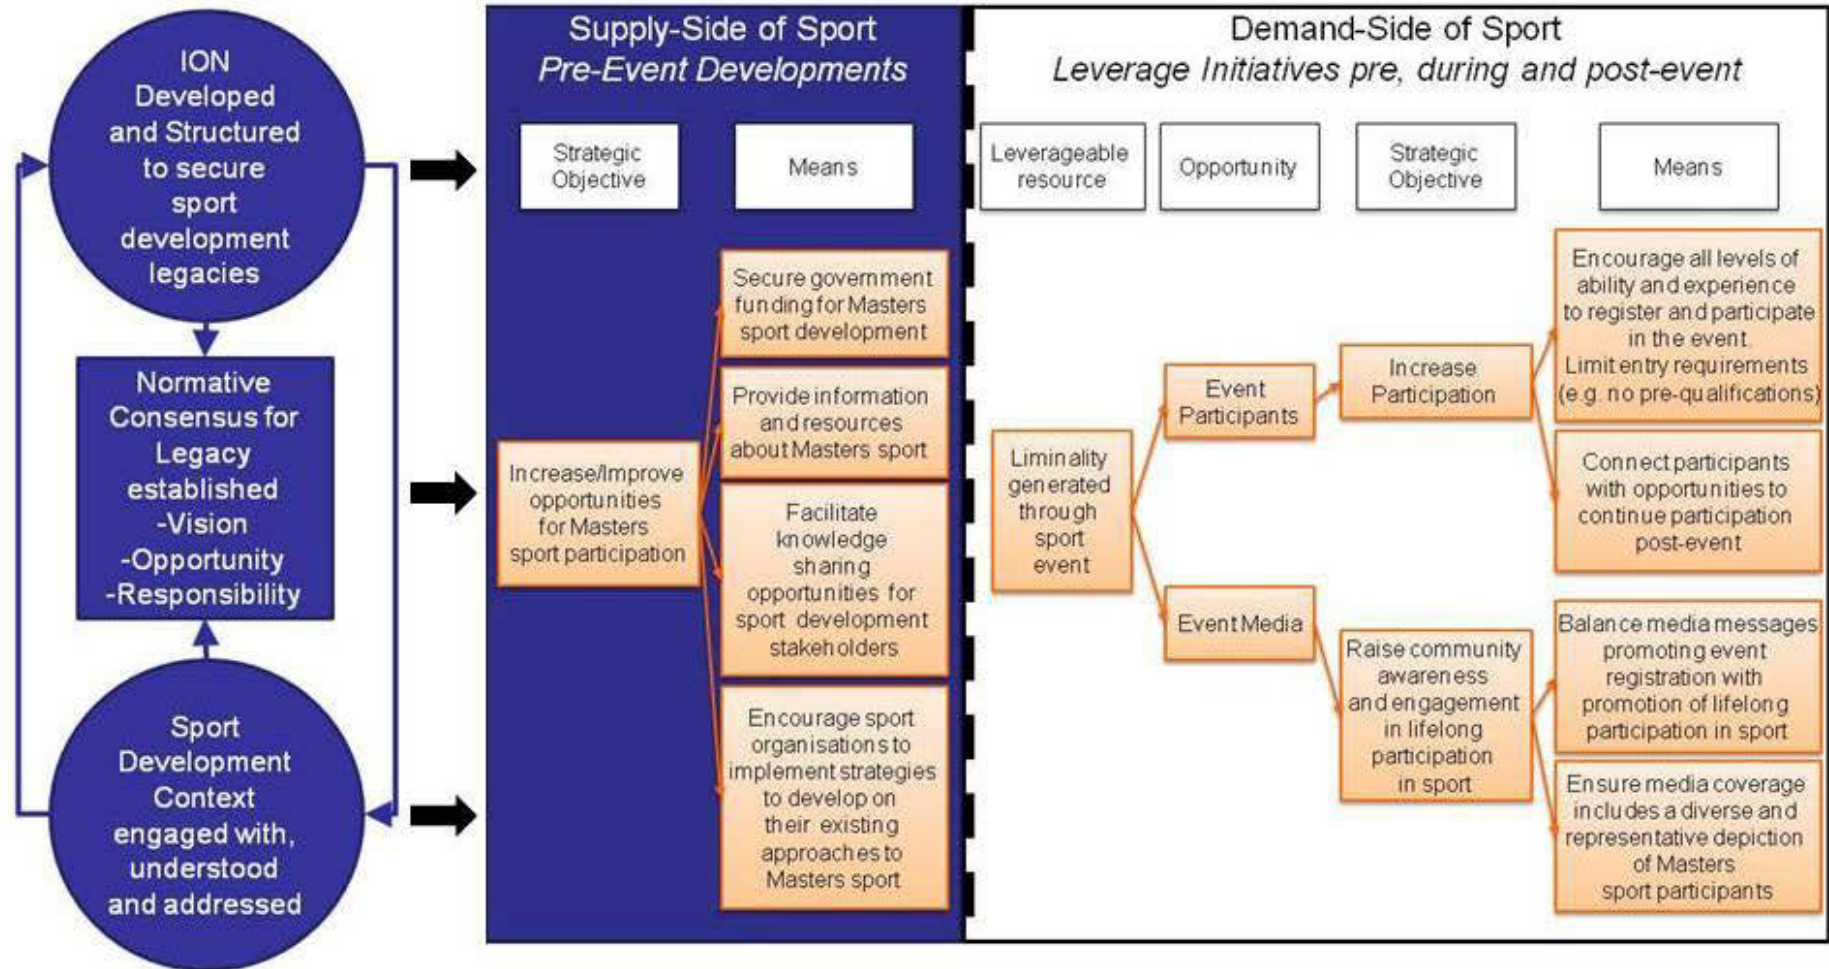 ION
Developed
and Structured
to secure
sport
development
legacies
Normative
Consensus for
Legacy
established
-Vision
-Opportunity
-Responsibility
Sport
Development
Context
engaged with,
understood
and addressed
Supply-Side of Sport
Pre-Event Developments
Strategic
Objective
Means
Increase/Improve
opportunities
for Masters
sport participation
Secure government
funding for Masters
sport development
Provide information
and resources
about Masters sport
Facilitate
knowledge
sharing
opportunities for
sport development
stakeholders
Encourage sport
organisations to
implement strategies
to develop on
their existing
approaches to
Masters sport
Demand-Side of Sport
Leverage Initiatives pre, during and post-event
Leverageable
resource
Opportunity
Strategic
Objective
Means
Liminality
generated
through
sport
event
Event
Participants
Event Media
Increase
Participation
Raise community
awareness
and engagement
in lifelong
participation
in sport
Encourage all levels of
ability and experience
to register and participate
in the event.
Limit entry requirements
(e.g. no pre-qualifications)
Connect participants
with opportunities to
continue participation
post-event
Balance media messages
promoting event
registration with
promotion of lifelong
participation in sport
Ensure media coverage
includes a diverse and
representative depiction
of Masters
sport participants